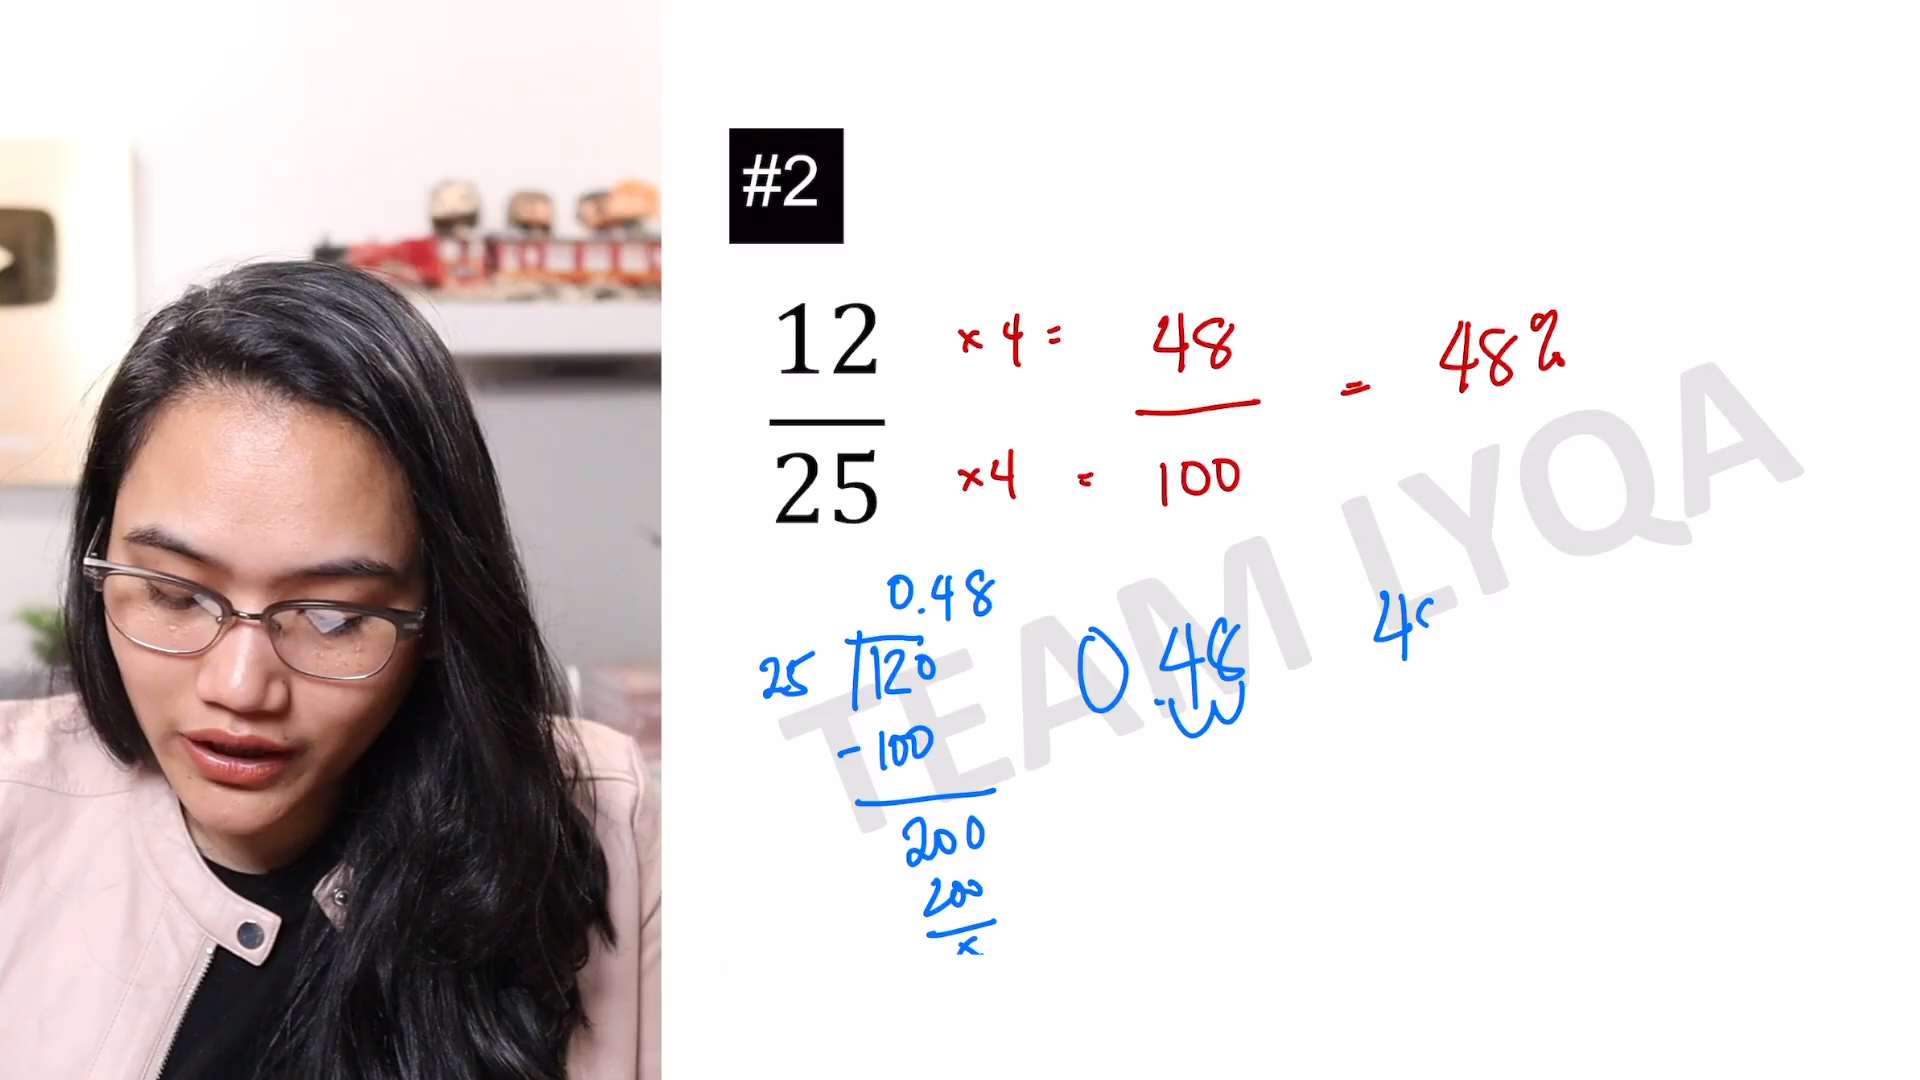 #2
12 × 4 = 48
= 48%
25 × 4 = 100
0.48
25 120
0.48
- 100
200
200
x
TEAM LYQA